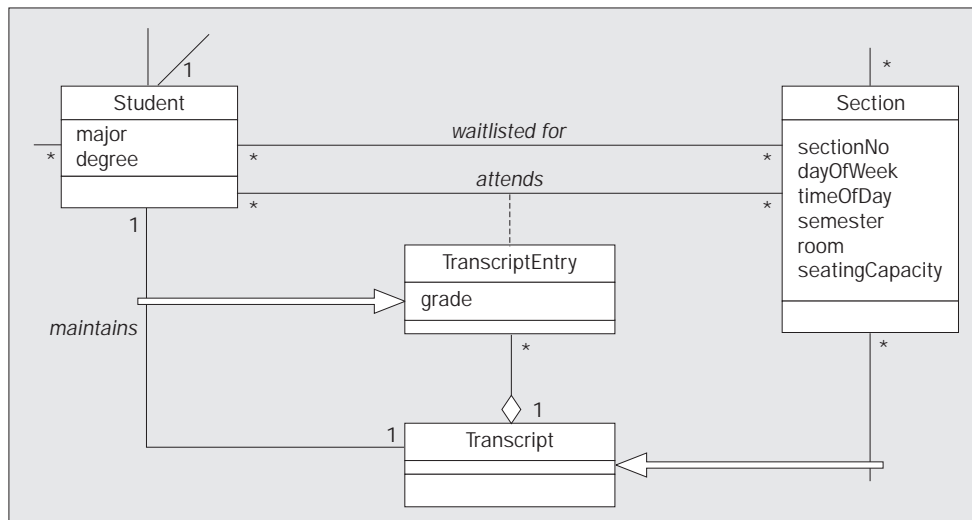 1
*
Student
Section
major
degree
*
waitlisted for
*
*
sectionNo
dayOfWeek
timeOfDay
semester
room
seatingCapacity
attends
*
*
1
TranscriptEntry
grade
maintains
*
*
1
1
Transcript